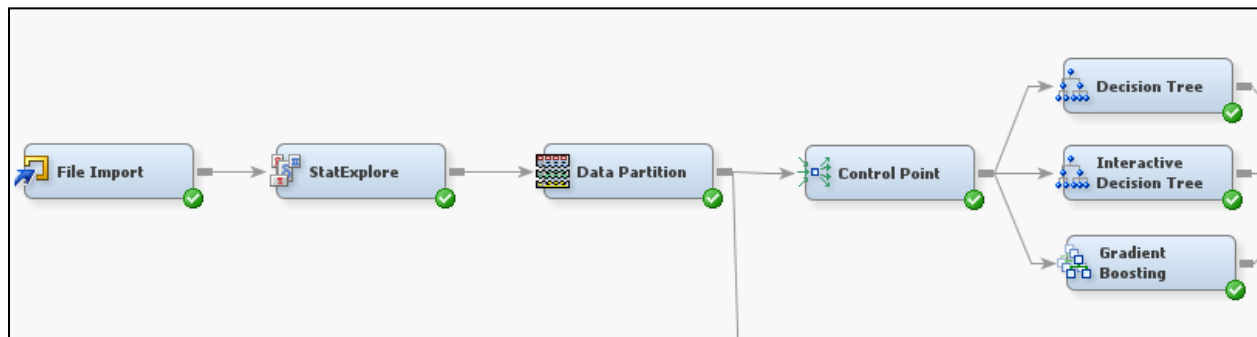 File Import
StatExplore
Data Partition
Control Point
Decision Tree
Interactive
Decision Tree
Gradient
Boosting